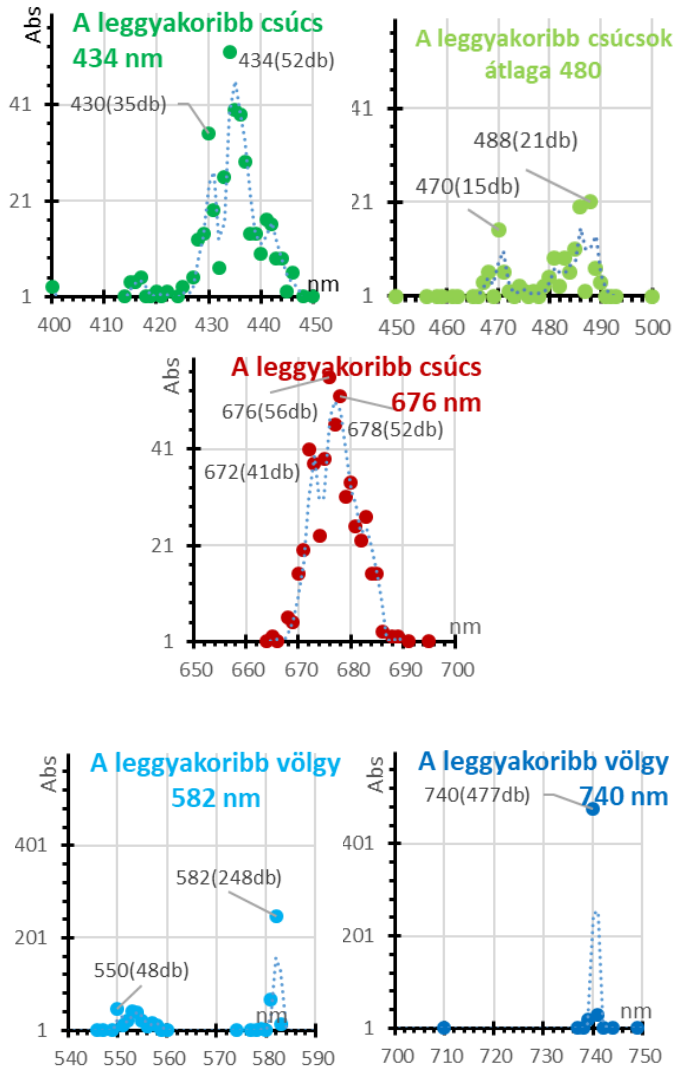 Abs
A leggyakoribb csúcs
434 nm
434(52db)
430(35db)
41
21
1
nm
400 410 420 430 440 450
A leggyakoribb csúcsok
átlaga 480
41
488(21db)
470(15db)
21
1
450 460 470 480 490 500
Abs
A leggyakoribb csúcs
676 nm
676(56db)
678(52db)
41
672(41db)
21
1
nm
650 660 670 680 690 700
Abs
A leggyakoribb völgy
582 nm
401
582(248db)
201
550(48db)
nm
1
540 550 560 570 580 590
Abs
A leggyakoribb völgy
740 nm
740(477db)
401
201
nm
1
700 710 720 730 740 750